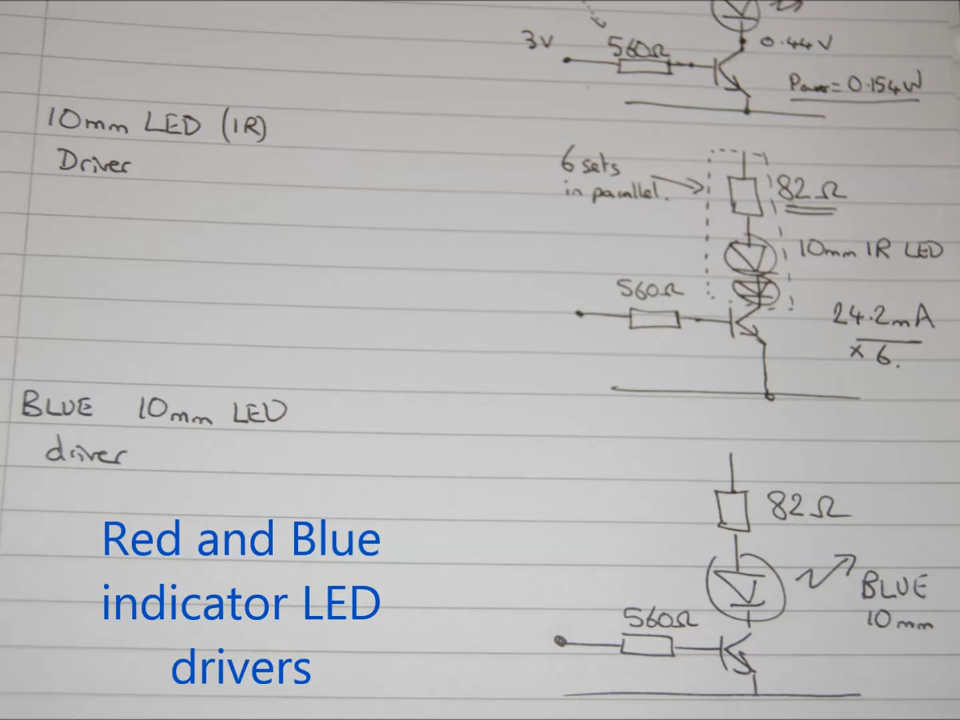 3V
560Ω
0.44V
Power = 0.154W
10mm LED (IR)
Driver
6 sets
in parallel.
82Ω
10mm IR LED
560Ω
24.2mA
× 6.
BLUE 10mm LED
driver
82Ω
BLUE
10mm
560Ω
Red and Blue
indicator LED
drivers